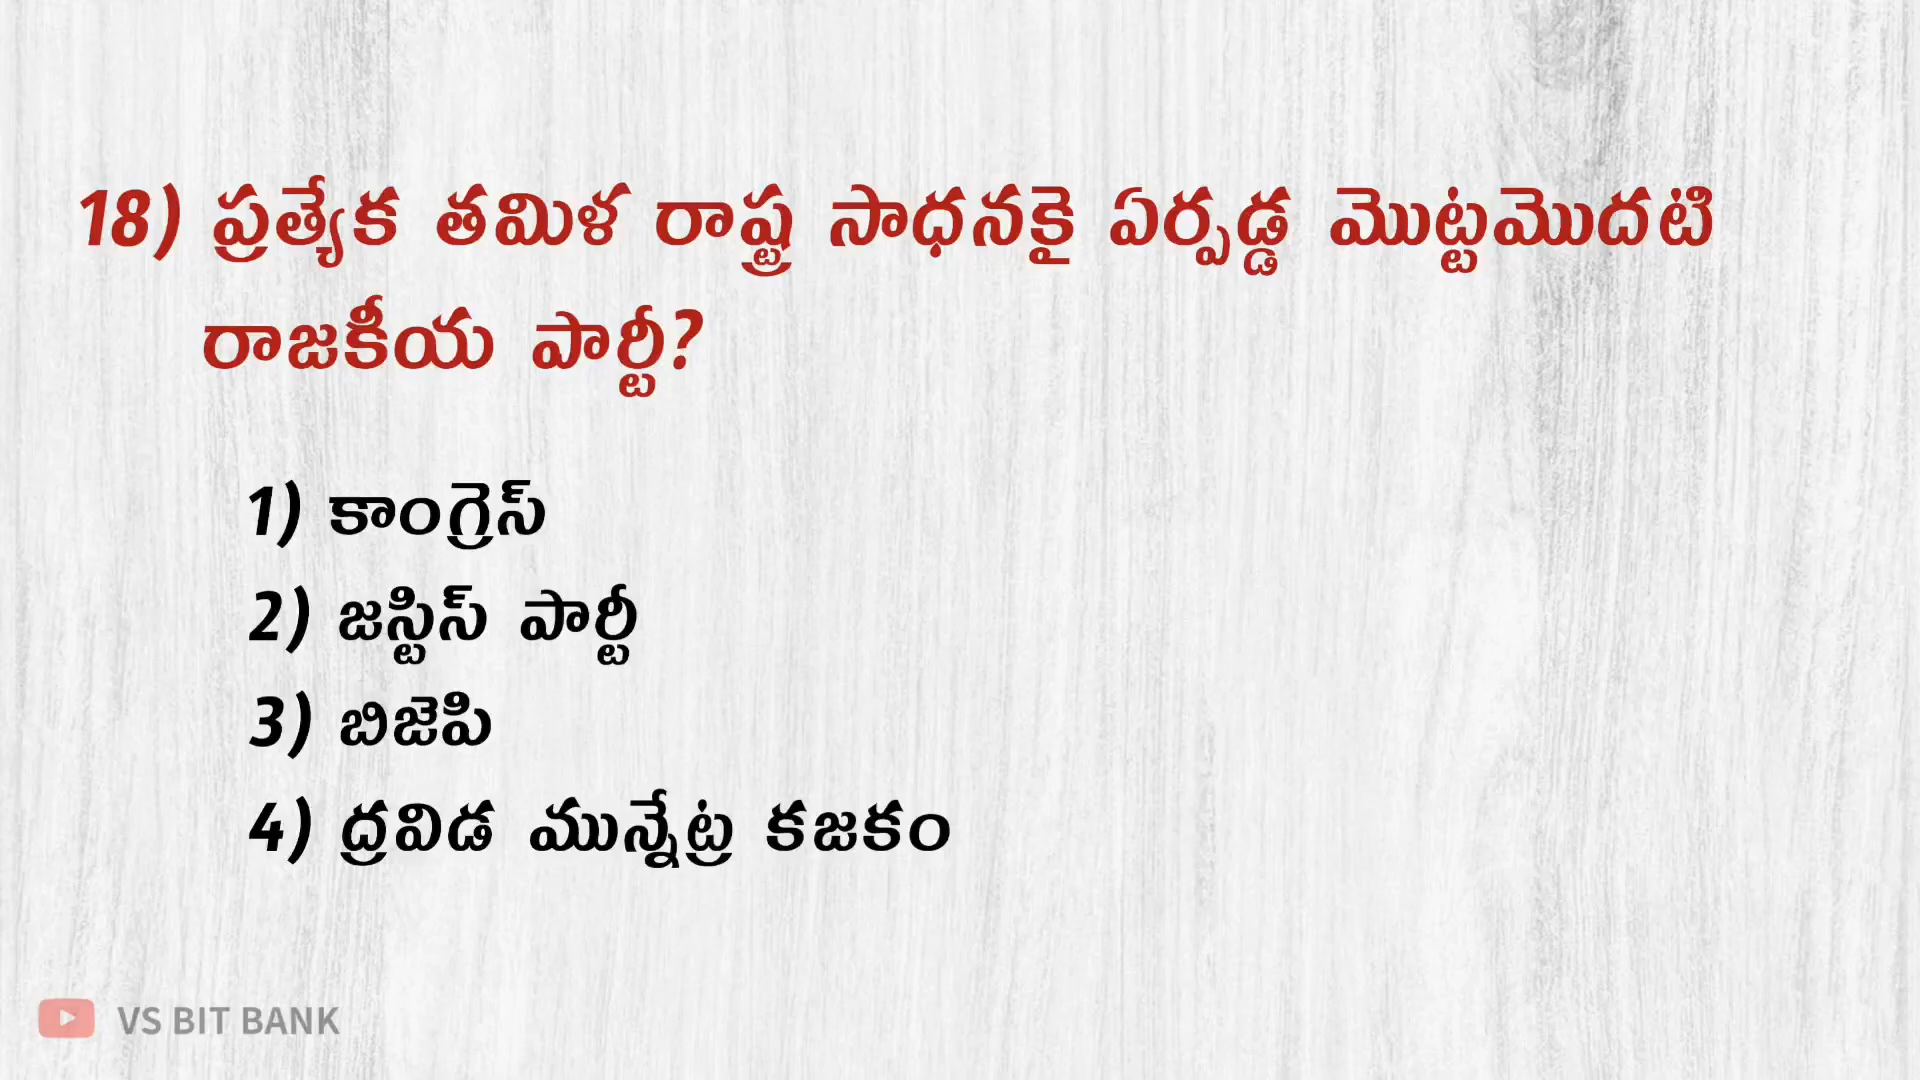 18) ప్రత్యేక తమిళ రాష్ట్ర సాధనకై ఏర్పడ్డ మొట్టమొదటి
రాజకీయ పార్టీ?
1) కాంగ్రెస్
2) జస్టిస్ పార్టీ
3) బిజెపి
4) ద్రవిడ మున్నేట్ర కజకం
VS BIT BANK